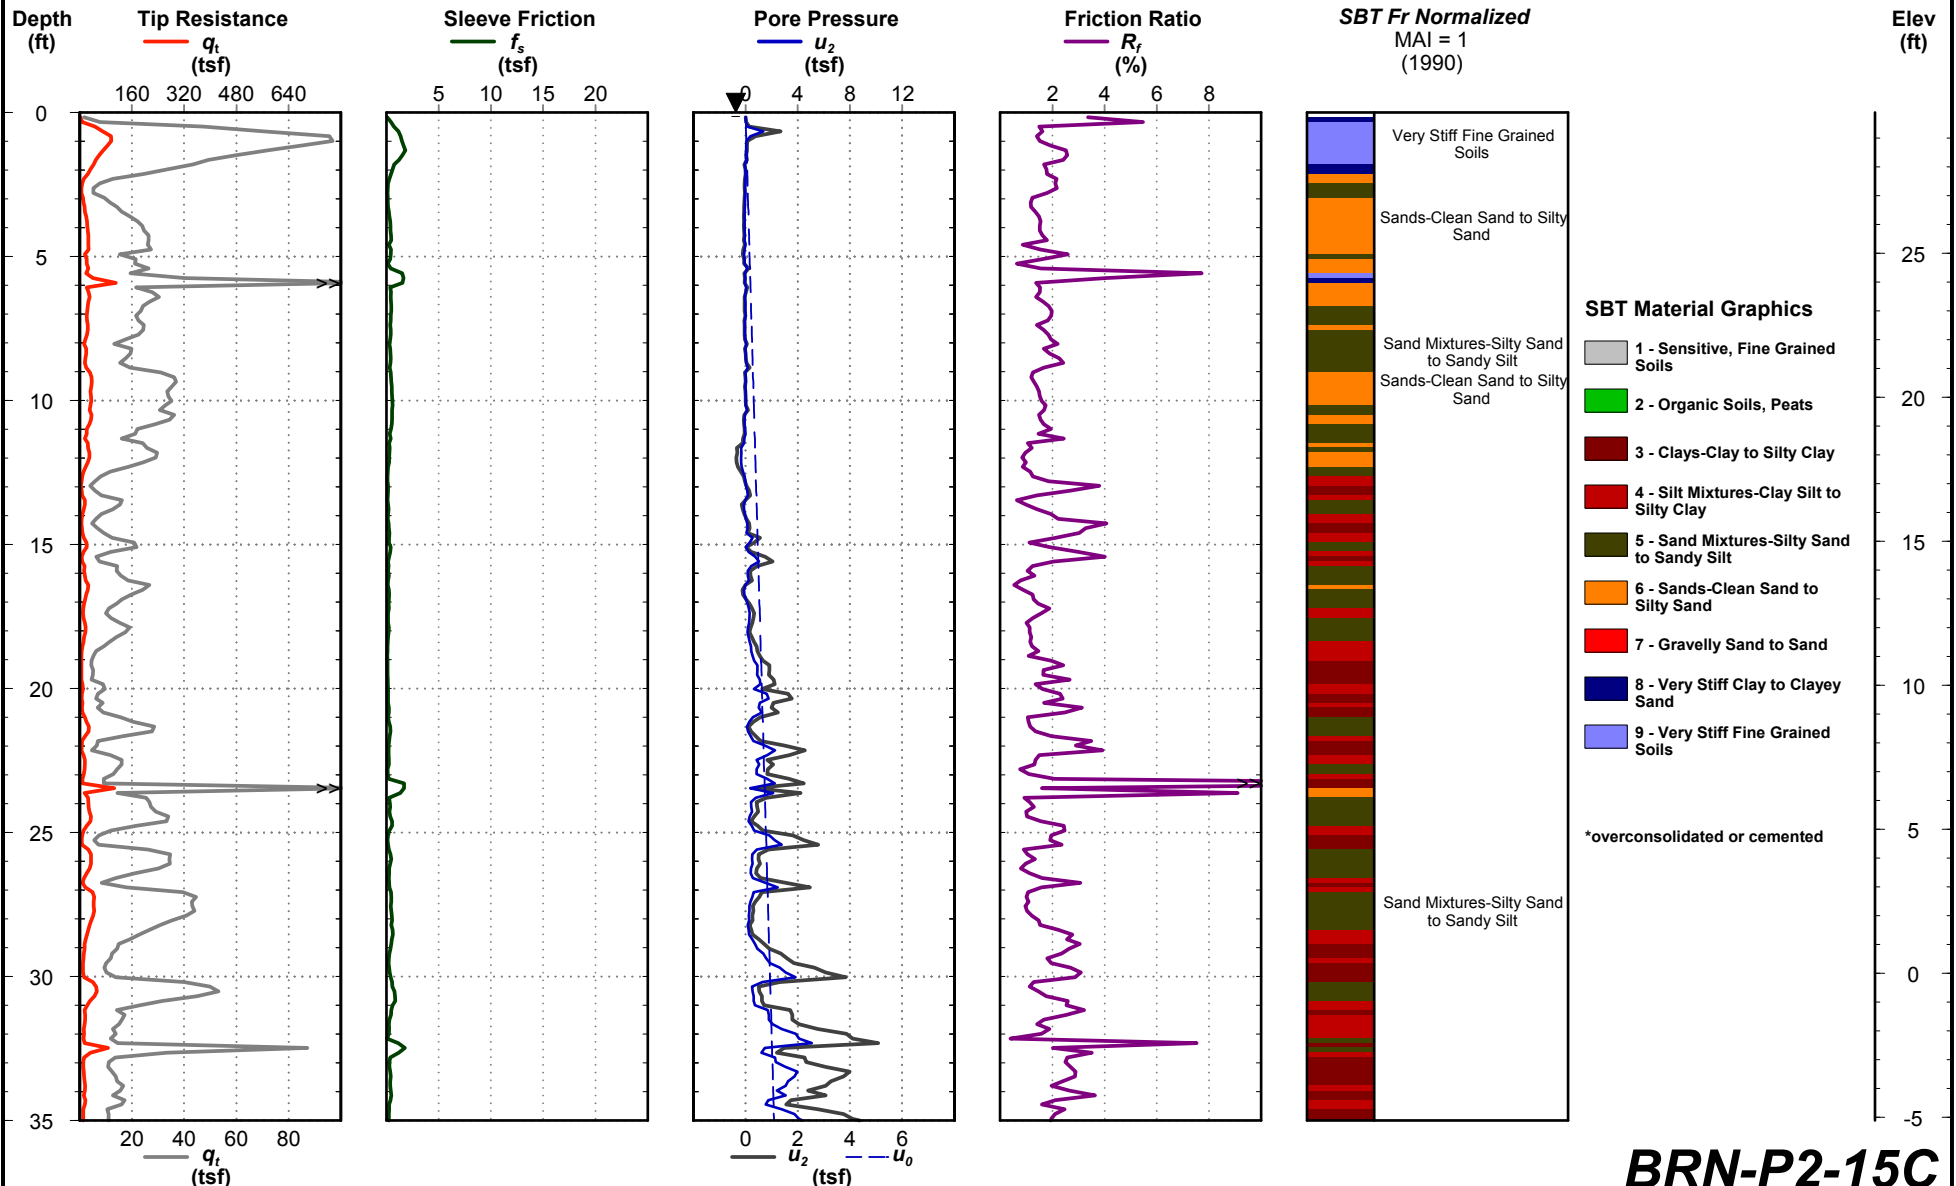 Depth
(ft)
Tip Resistance
qt
(tsf)
160 320 480 640
Sleeve Friction
fs
(tsf)
5 10 15 20
Pore Pressure
u2
(tsf)
0 4 8 12
Friction Ratio
Rf
(%)
2 4 6 8
SBT Fr Normalized
MAI = 1
(1990)
Elev
(ft)
0
5
10
15
20
25
30
35
>>
>>
>>
Very Stiff Fine Grained
Soils
Sands-Clean Sand to Silty
Sand
Sand Mixtures-Silty Sand
to Sandy Silt
Sands-Clean Sand to Silty
Sand
Sand Mixtures-Silty Sand
to Sandy Silt
SBT Material Graphics
1 - Sensitive, Fine Grained
Soils
2 - Organic Soils, Peats
3 - Clays-Clay to Silty Clay
4 - Silt Mixtures-Clay Silt to
Silty Clay
5 - Sand Mixtures-Silty Sand
to Sandy Silt
6 - Sands-Clean Sand to
Silty Sand
7 - Gravelly Sand to Sand
8 - Very Stiff Clay to Clayey
Sand
9 - Very Stiff Fine Grained
Soils
*overconsolidated or cemented
25
20
15
10
5
0
-5
20 40 60 80
qt
(tsf)
0 2 4 6
u2 u0
(tsf)
BRN-P2-15C